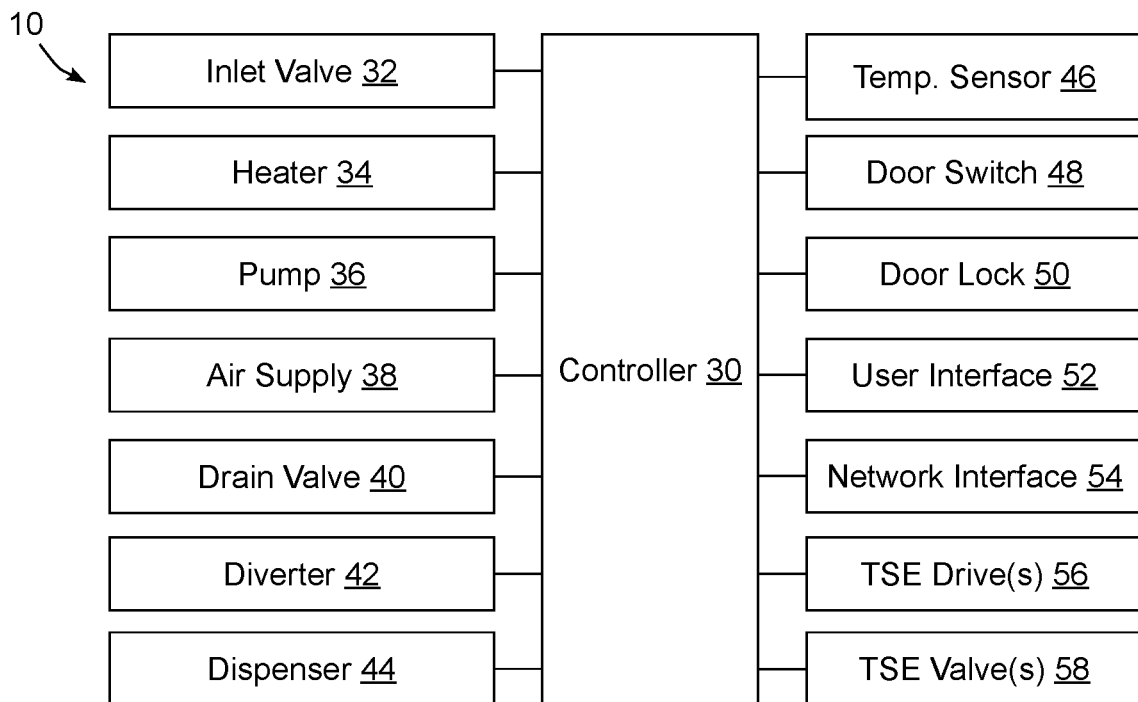 10
Inlet Valve 32
Heater 34
Pump 36
Air Supply 38
Drain Valve 40
Diverter 42
Dispenser 44
Controller 30
Temp. Sensor 46
Door Switch 48
Door Lock 50
User Interface 52
Network Interface 54
TSE Drive(s) 56
TSE Valve(s) 58